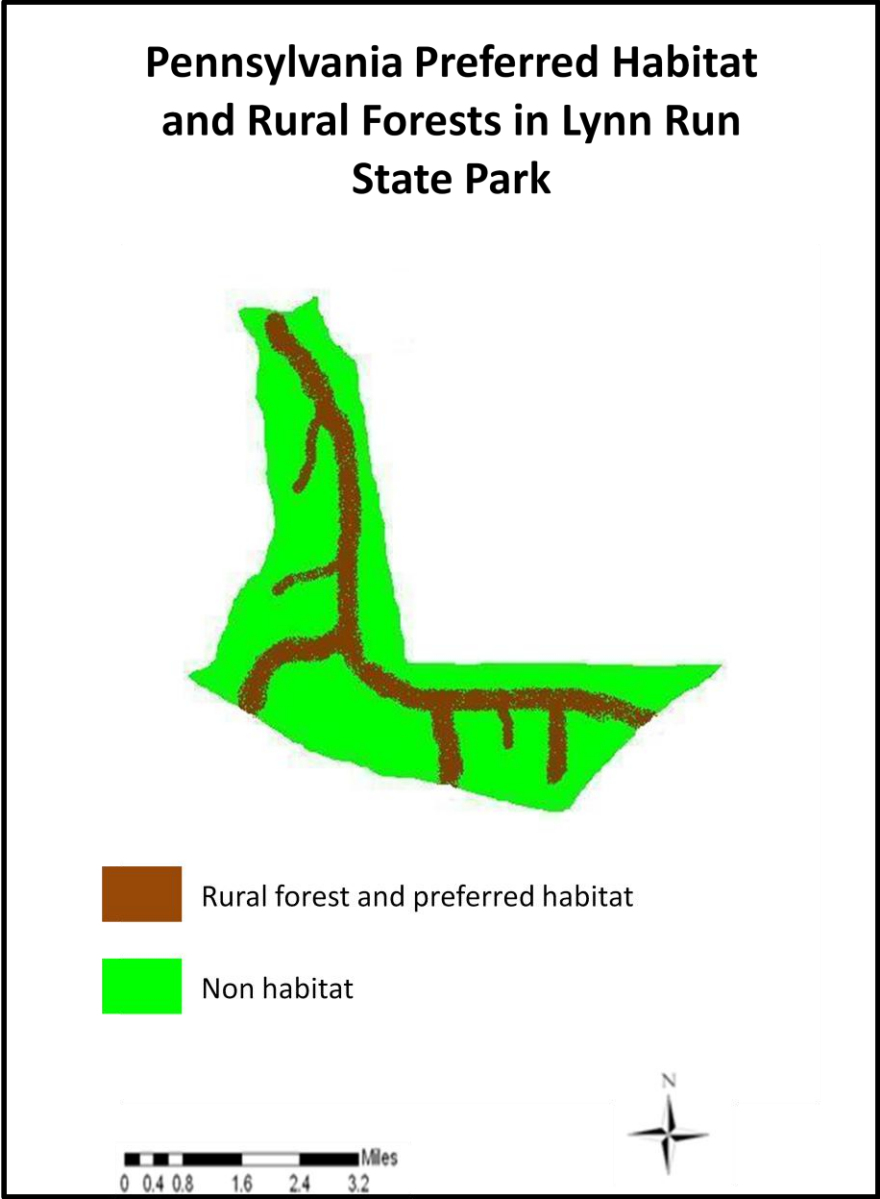 Pennsylvania Preferred Habitat
and Rural Forests in Lynn Run
State Park
Rural forest and preferred habitat
Non habitat
N
Miles
0 0.4 0.8 1.6 2.4 3.2